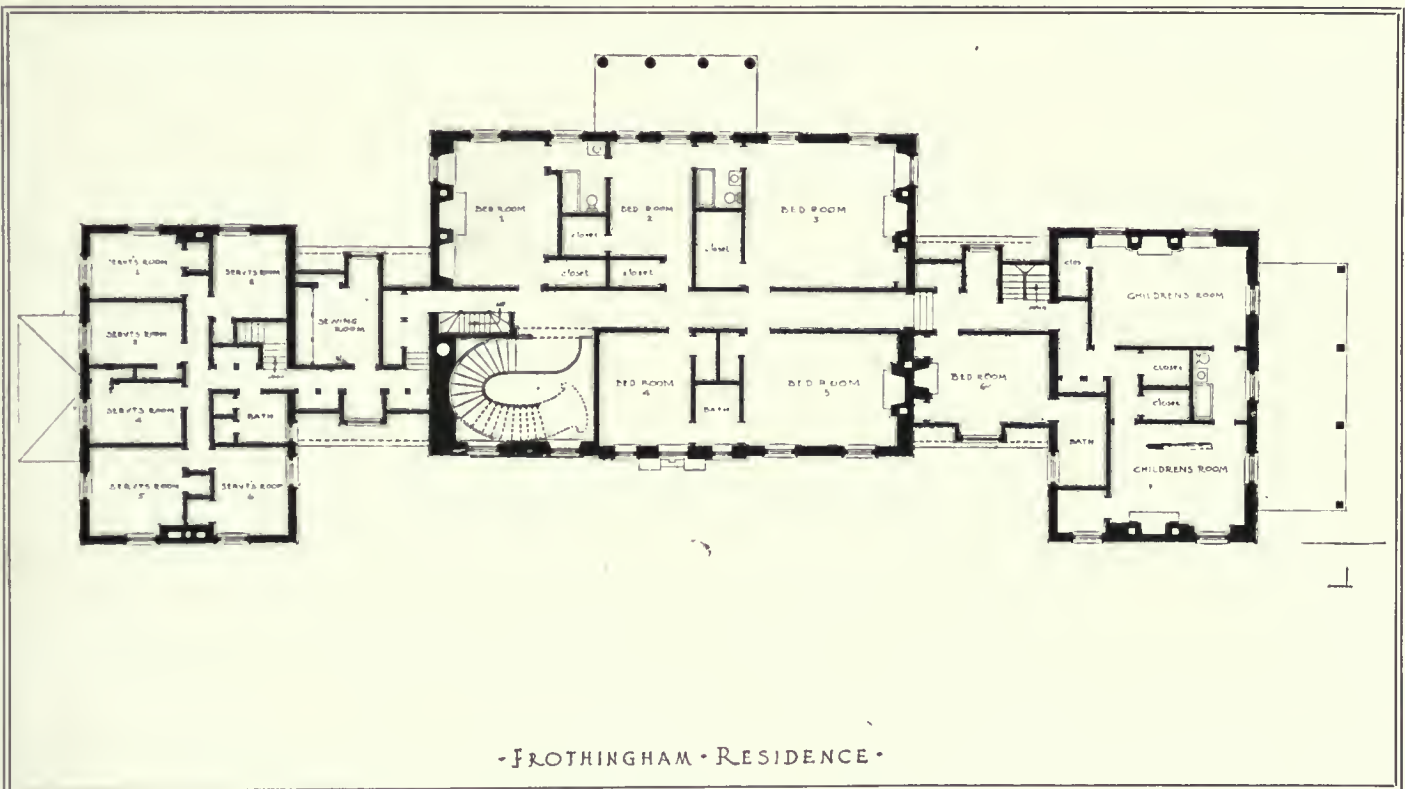 BED ROOM
1
BED ROOM
2
BED ROOM
3
closet
closet
closet
closet
SERVTS ROOM
1
SERVTS ROOM
SERVTS ROOM
3
SERVTS ROOM
4
SERVTS ROOM
5
SERVTS ROOM
6
BATH
SEWING
ROOM
UP
BED ROOM
4
BATH
BED ROOM
5
BED ROOM
6
clos
CHILDRENS ROOM
closet
closet
BATH
CHILDRENS ROOM
·FROTHINGHAM·RESIDENCE·